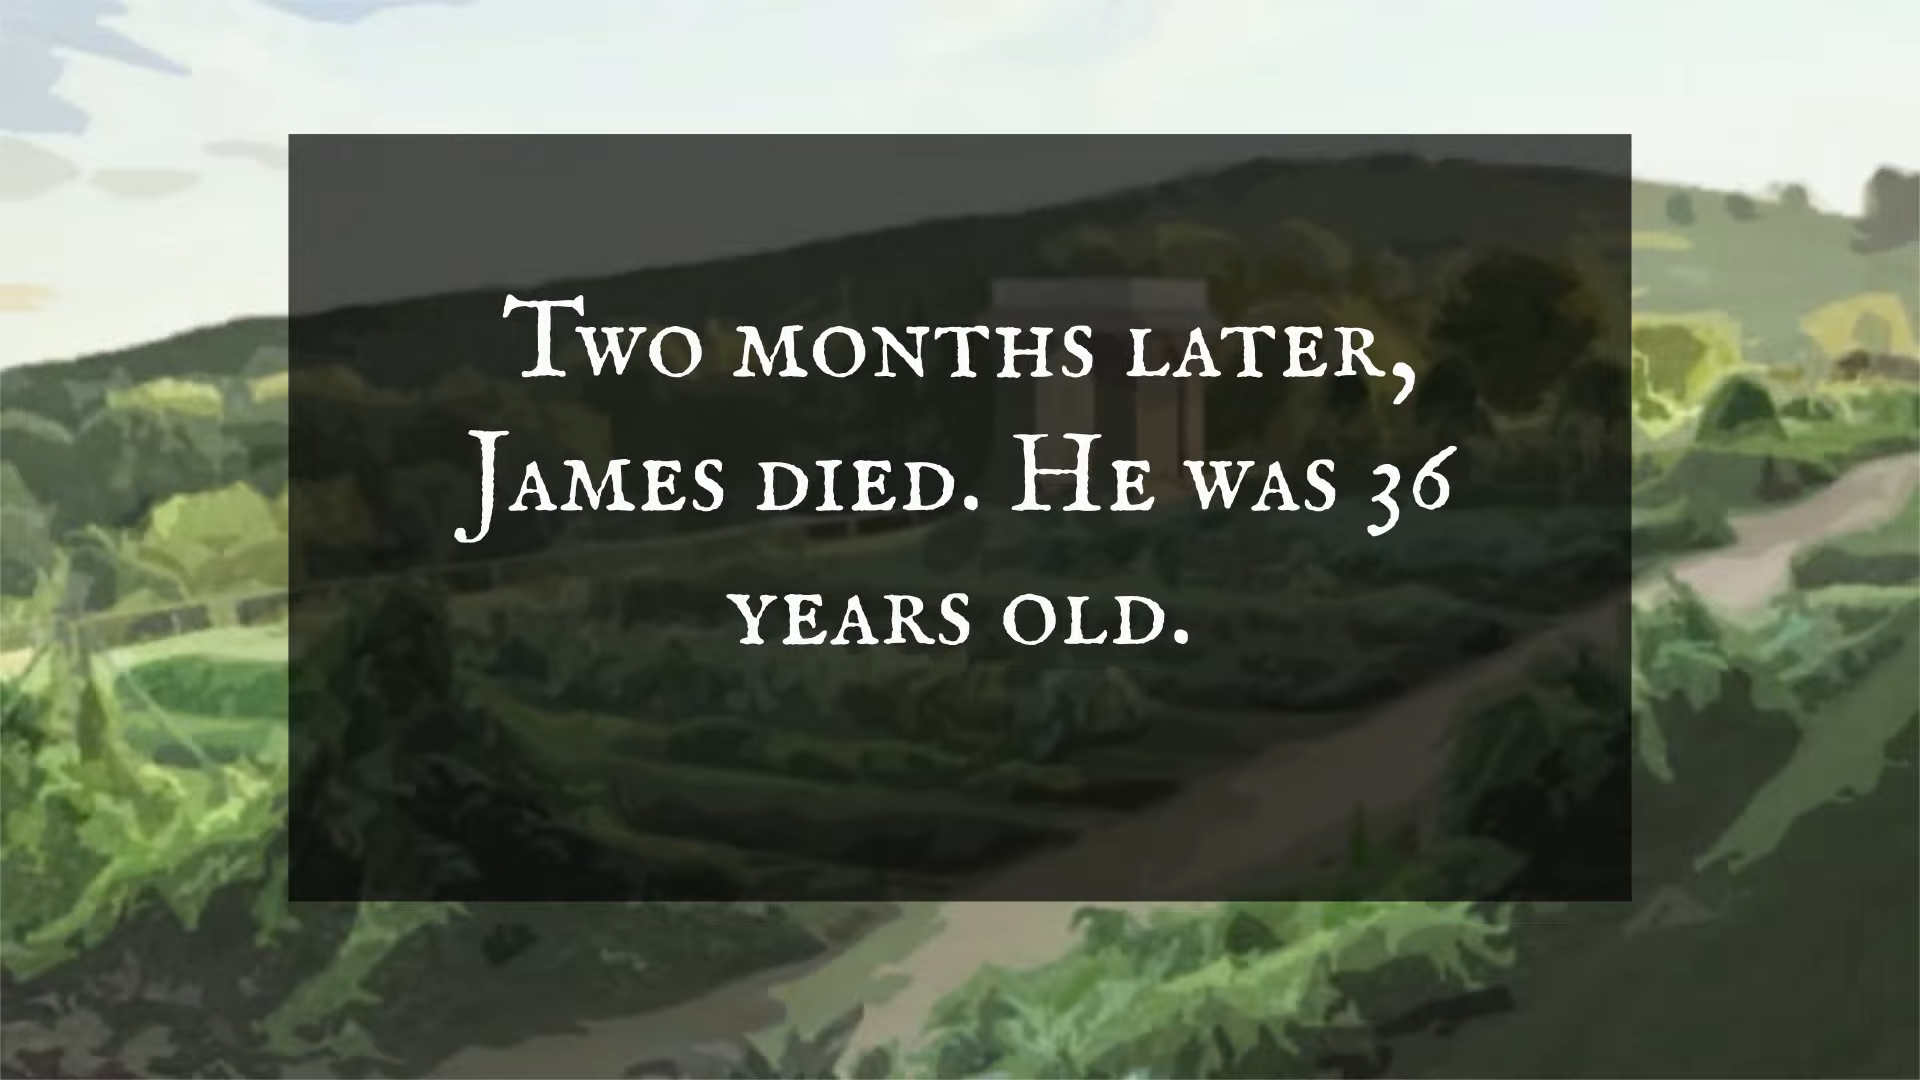 Two months later,
James died. He was 36
years old.